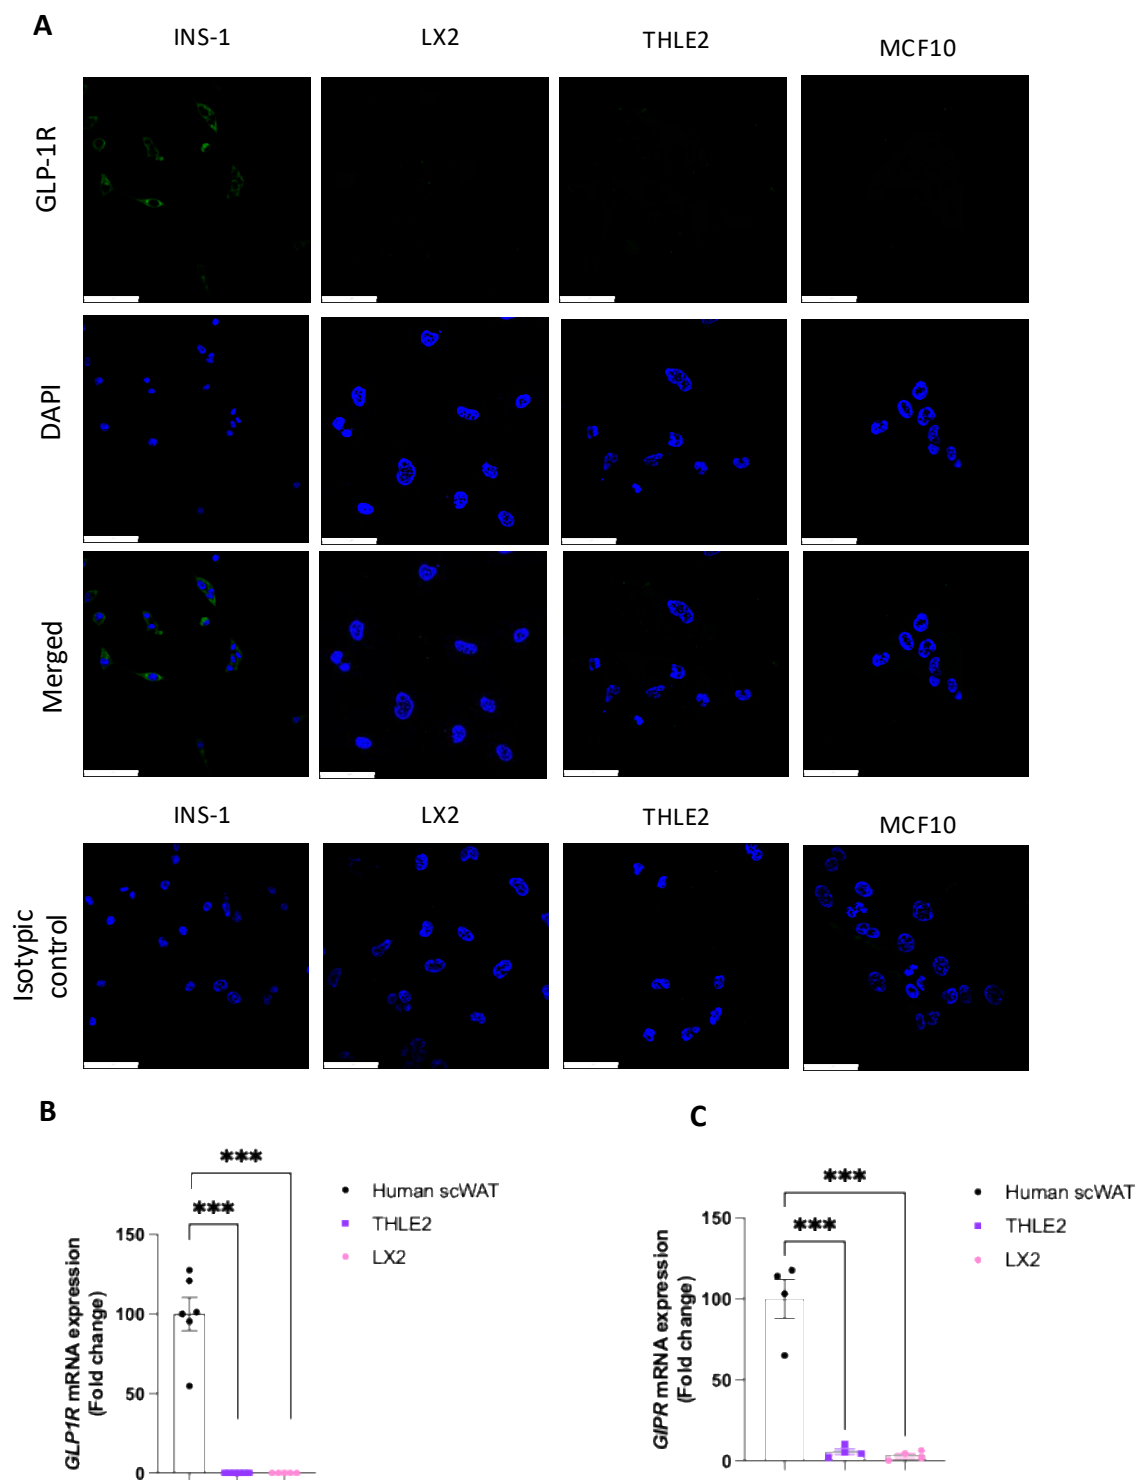 A
INS-1 LX2 THLE2 MCF10
GLP-1R
DAPI
Merged
INS-1 LX2 THLE2 MCF10
Isotypic
control
B
***
***
Human scWAT
THLE2
LX2
GLP1R mRNA expression
(Fold change)
150
100
50
0
C
***
***
Human scWAT
THLE2
LX2
GIPR mRNA expression
(Fold change)
150
100
50
0